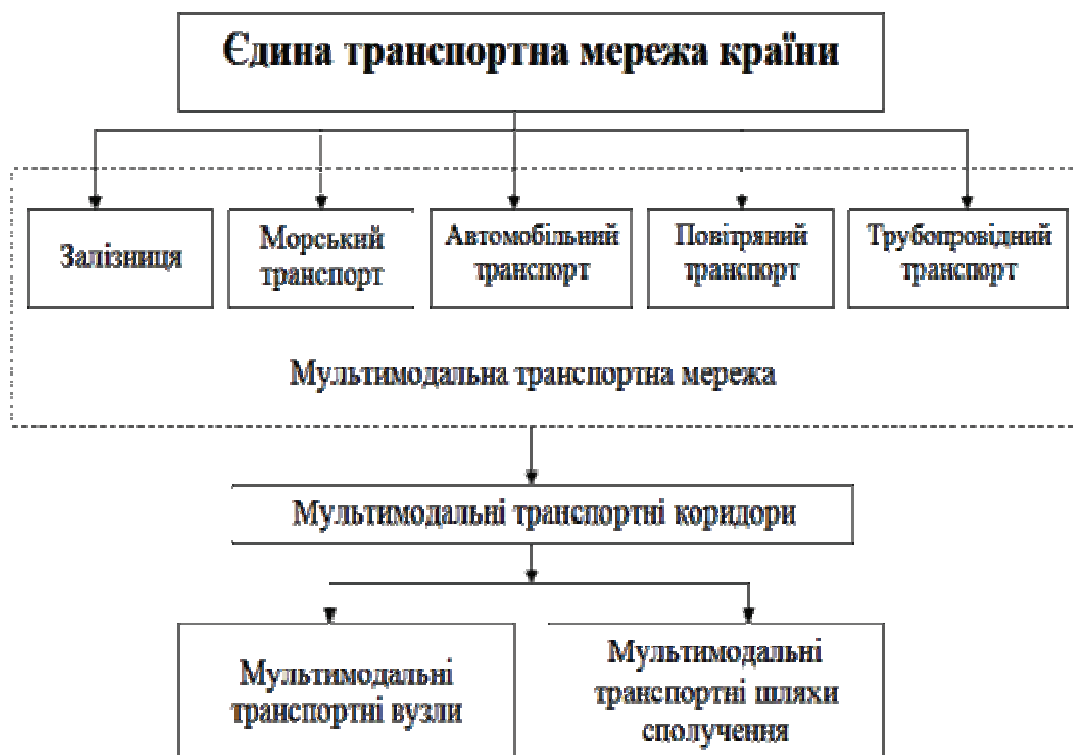 Єдина транспортна мережа країни
Залізниця
Морський
транспорт
Автомобільний
транспорт
Повітряний
транспорт
Трубопровідний
транспорт
Мультимодальна транспортна мережа
Мультимодальні транспортні коридори
Мультимодальні
транспортні вузли
Мультимодальні
транспортні шляхи
сполучення